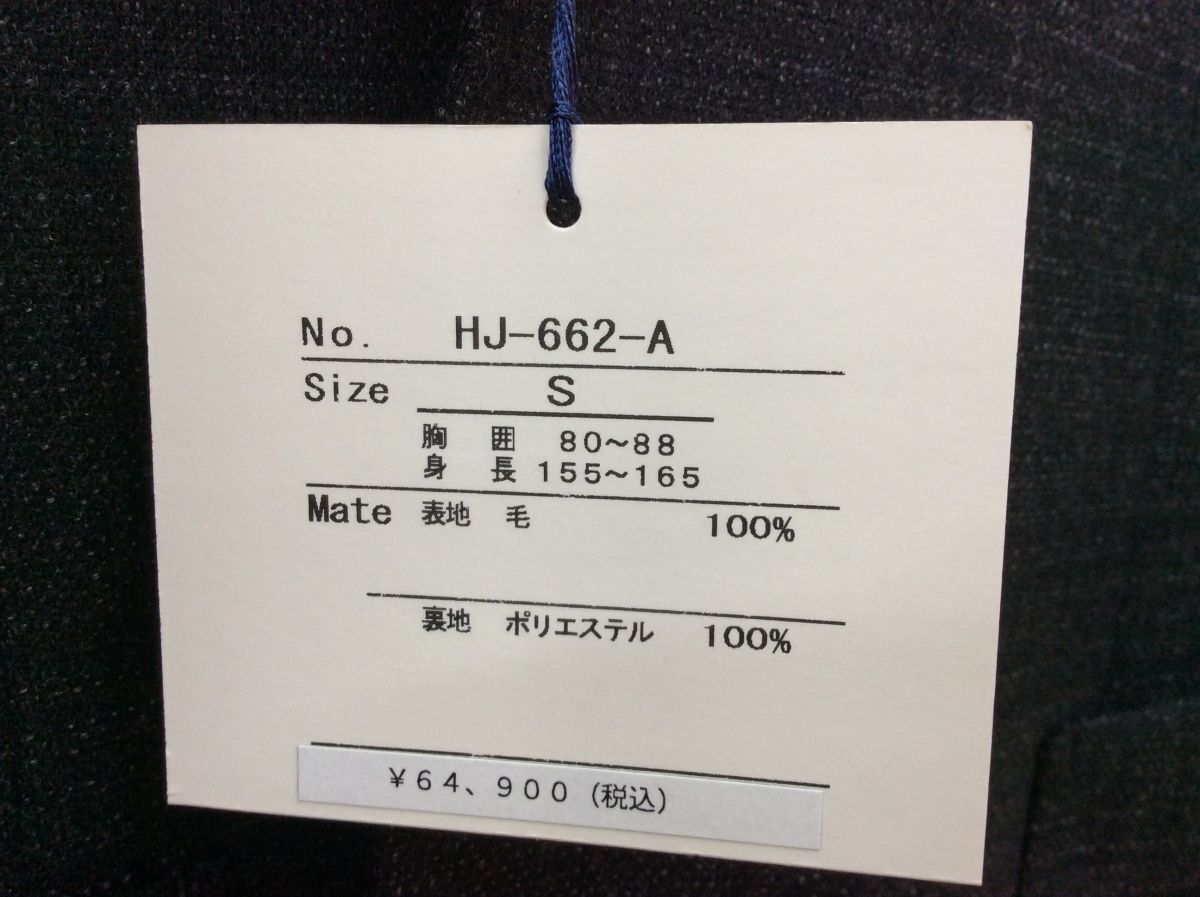 No. HJ-662-A
Size S
胸 囲 80〜88
身 長 155〜165
Mate 表地 毛 100%
裏地 ポリエステル 100%
¥64、900(税込)